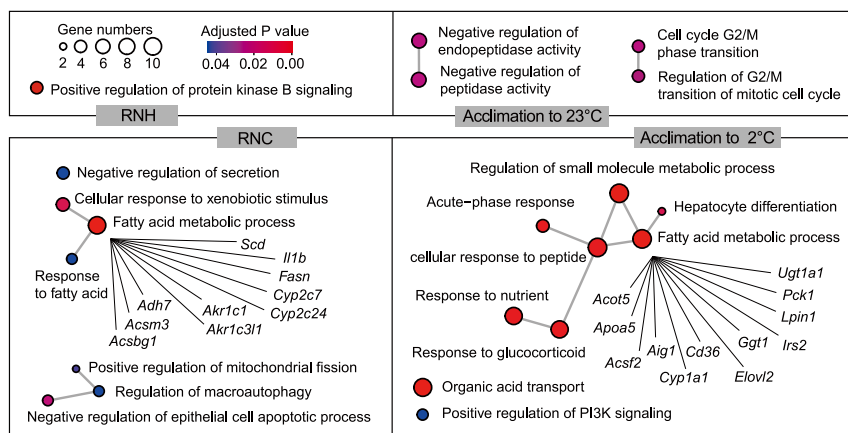 Gene numbers
2 4 6 8 10
Adjusted P value
0.04 0.02 0.00
Positive regulation of protein kinase B signaling
RNH
Negative regulation of
endopeptidase activity
Negative regulation of
peptidase activity
Cell cycle G2/M
phase transition
Regulation of G2/M
transition of mitotic cell cycle
Acclimation to 23°C
RNC
Negative regulation of secretion
Cellular response to xenobiotic stimulus
Fatty acid metabolic process
Response
to fatty acid
Scd
Il1b
Fasn
Cyp2c7
Cyp2c24
Akr1c1
Akr1c3l1
Adh7
Acsm3
Acsbg1
Positive regulation of mitochondrial fission
Regulation of macroautophagy
Negative regulation of epithelial cell apoptotic process
Acclimation to 2°C
Regulation of small molecule metabolic process
Acute−phase response
Hepatocyte differentiation
Fatty acid metabolic process
cellular response to peptide
Response to nutrient
Response to glucocorticoid
Acot5
Apoa5
Acsf2
Aig1
Cyp1a1
Cd36
Elovl2
Ggt1
Irs2
Lpin1
Pck1
Ugt1a1
Organic acid transport
Positive regulation of PI3K signaling